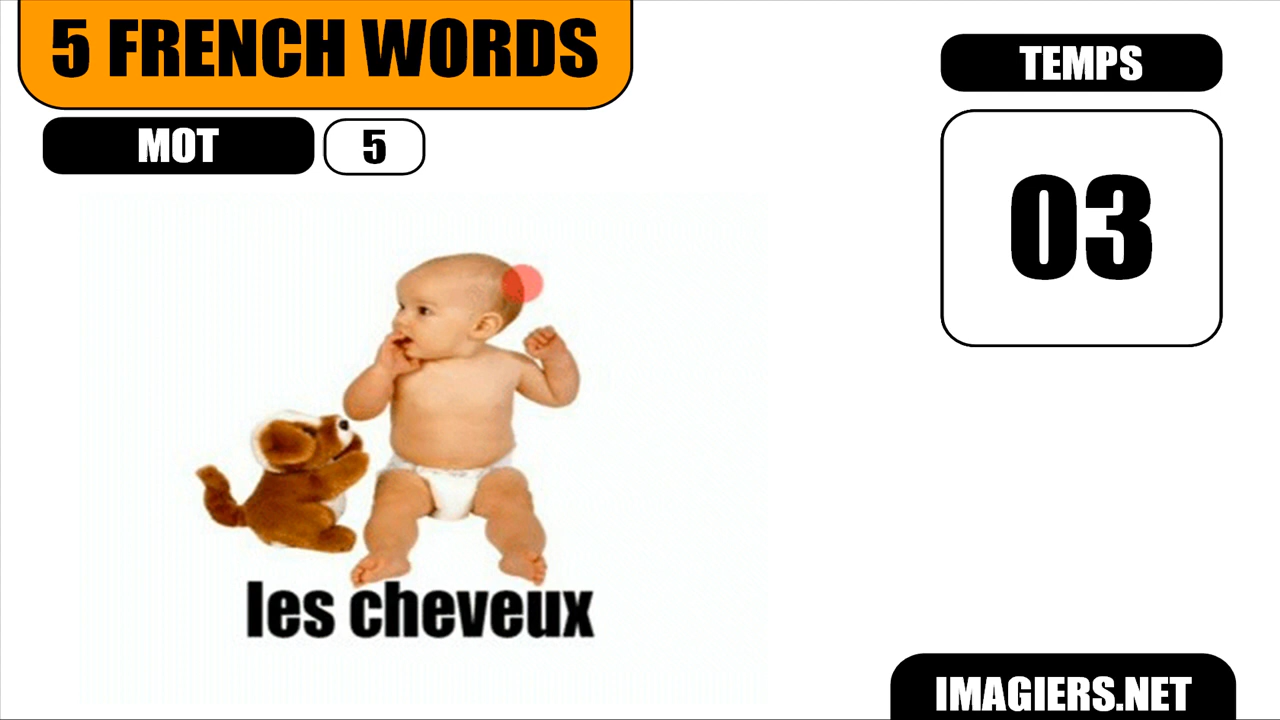 5 FRENCH WORDS
TEMPS
MOT
5
03
les cheveux
IMAGIERS.NET